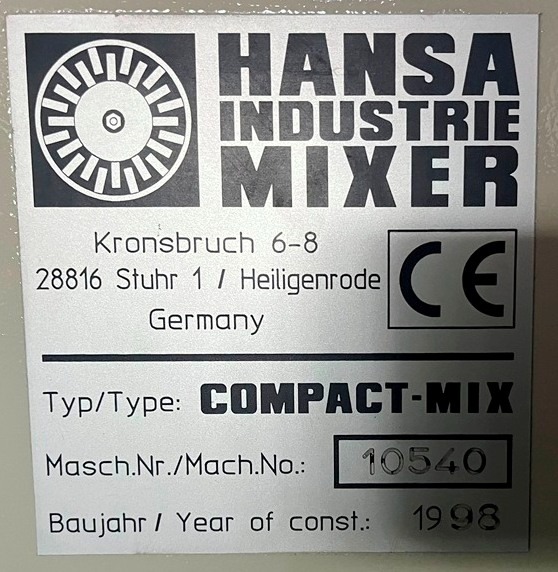 HANSA
INDUSTRIE
MIXER
Kronsbruch 6-8
28816 Stuhr 1 / Heiligenrode
Germany
CE
Typ/Type: COMPACT-MIX
Masch.Nr./Mach.No.: 10540
Baujahr/ Year of const.: 1998